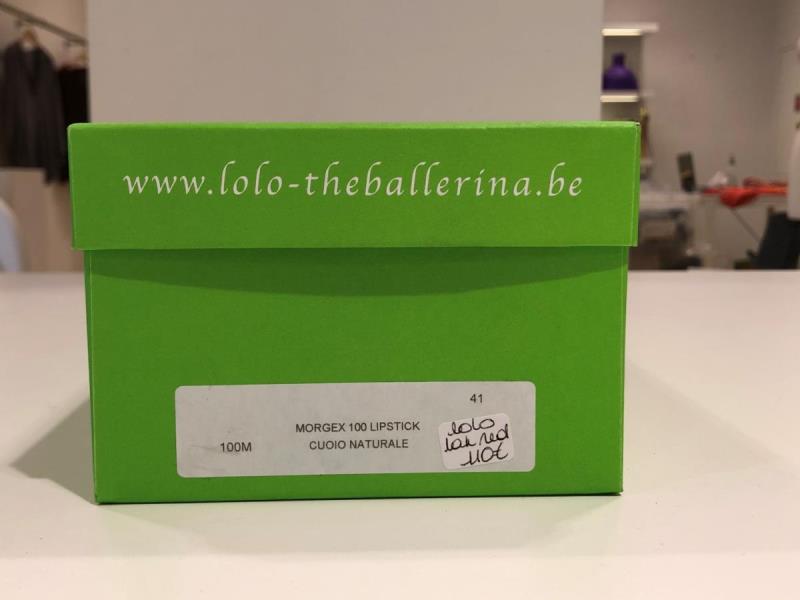 www.lolo-theballerina.be
41
MORGEX 100 LIPSTICK
100M
CUOIO NATURALE
lolo
lak red
110€